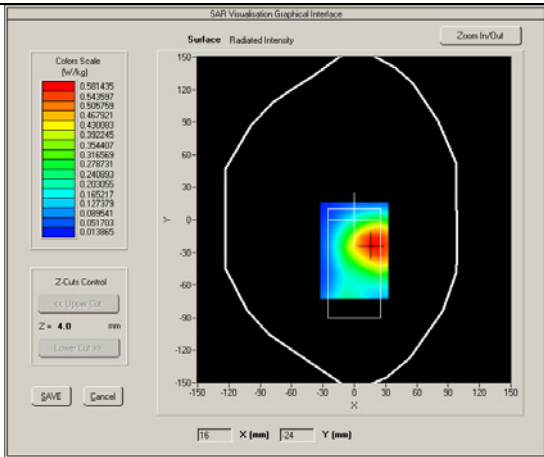 SAR Visualisation Graphical Interface
Surface Radiated Intensity
Zoom In/Out
Colors Scale
(W/kg)
0.581435
0.543597
0.505759
0.467921
0.430083
0.392245
0.354407
0.316569
0.278731
0.240893
0.203055
0.165217
0.127379
0.089541
0.051703
0.013865
Z-Cuts Control
<< Upper Cut
Z = 4.0 mm
Lower Cut >>
SAVE Cancel
150
120
90
60
30
0
-30
-60
-90
-120
-150
Y
-150 -120 -90 -60 -30 0 30 60 90 120 150
X
16 X (mm) -24 Y (mm)